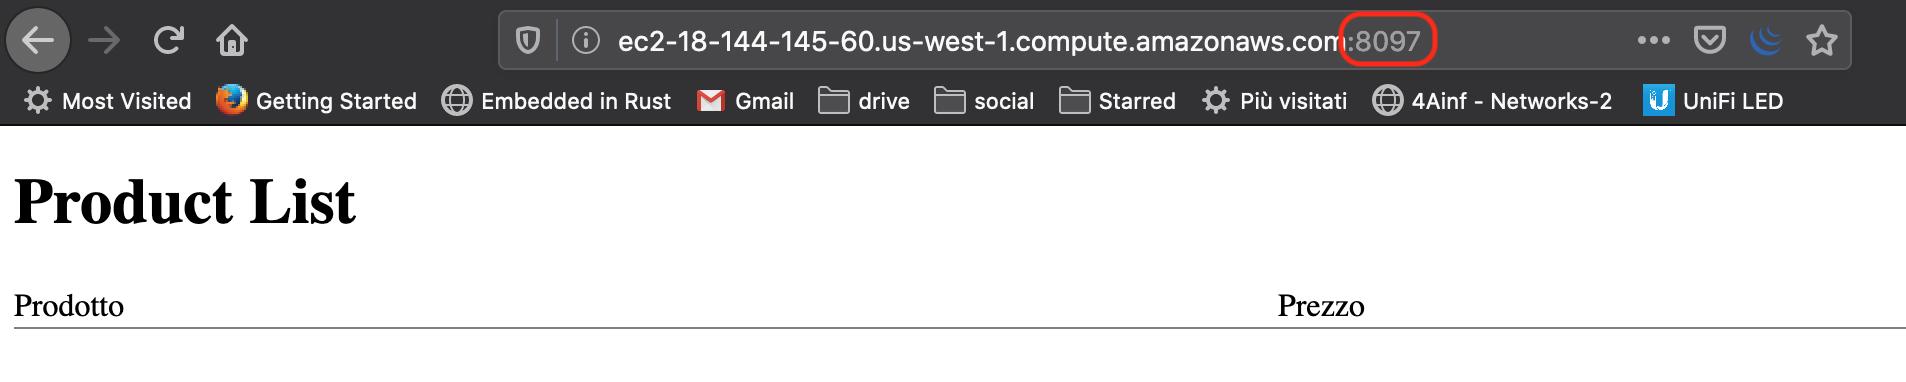 ec2-18-144-145-60.us-west-1.compute.amazonaws.com:8097
Most Visited Getting Started Embedded in Rust Gmail drive social Starred Più visitati 4Ainf - Networks-2 UniFi LED
Product List
Prodotto Prezzo